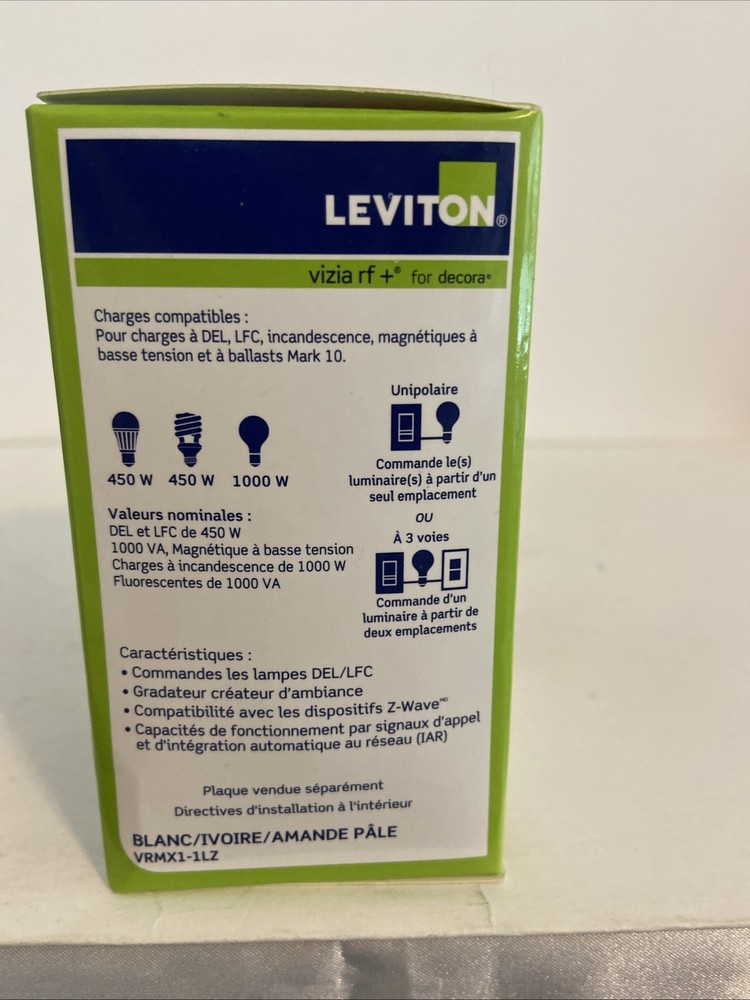 LEVITON®
vizia rf +® for decora®
Charges compatibles :
Pour charges à DEL, LFC, incandescence, magnétiques à
basse tension et à ballasts Mark 10.
450 W 450 W 1000 W
Valeurs nominales :
DEL et LFC de 450 W
1000 VA, Magnétique à basse tension
Charges à incandescence de 1000 W
Fluorescentes de 1000 VA
Unipolaire
Commande le(s)
luminaire(s) à partir d'un
seul emplacement
OU
À 3 voies
Commande d'un
luminaire à partir de
deux emplacements
Caractéristiques :
• Commandes les lampes DEL/LFC
• Gradateur créateur d'ambiance
• Compatibilité avec les dispositifs Z-Wave
• Capacités de fonctionnement par signaux d'appel
et d'intégration automatique au réseau (IAR)
Plaque vendue séparément
Directives d'installation à l'intérieur
BLANC/IVOIRE/AMANDE PÂLE
VRMX1-1LZ